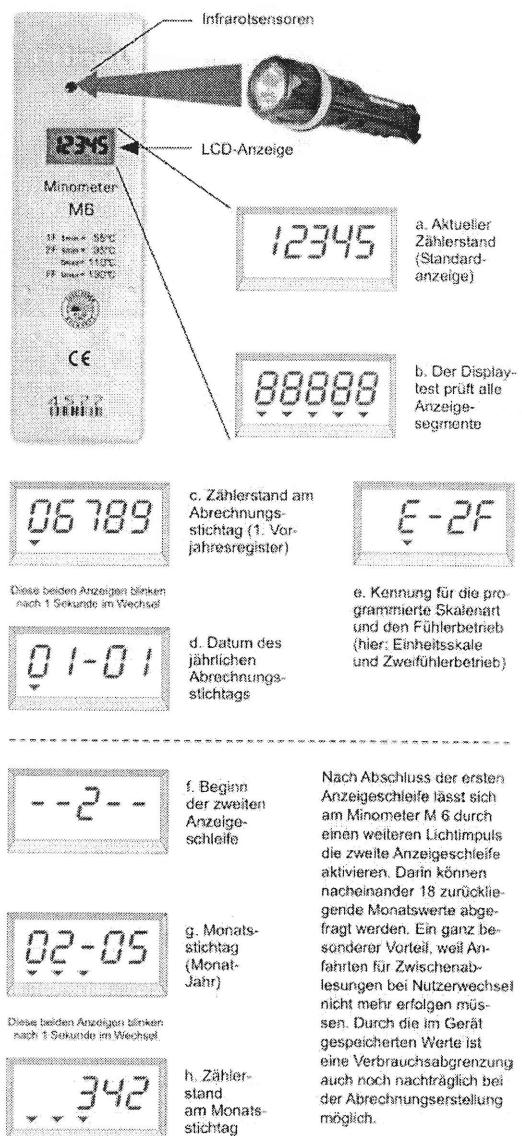 Infrarotsensoren
12345
LCD-Anzeige
Minometer
M6
CE
12345
a. Aktueller
Zählerstand
(Standard-
anzeige)
88888
b. Der Display-
test prüft alle
Anzeige-
segmente
06789
c. Zählerstand am
Abrechnungs-
stichtag (1. Vor-
jahresregister)
Diese beiden Anzeigen blinken
nach 1 Sekunde im Wechsel
01-01
d. Datum des
jährlichen
Abrechnungs-
stichtags
E-2F
e. Kennung für die pro-
grammierte Skalenart
und den Fühlerbetrieb
(hier: Einheitsskale
und Zweifühlerbetrieb)
--2--
f. Beginn
der zweiten
Anzeige-
schleife
02-05
g. Monats-
stichtag
(Monat-
Jahr)
Diese beiden Anzeigen blinken
nach 1 Sekunde im Wechsel
342
h. Zähler-
stand
am Monats-
stichtag
Nach Abschluss der ersten
Anzeigeschleife lässt sich
am Minometer M 6 durch
einen weiteren Lichtimpuls
die zweite Anzeigeschleife
aktivieren. Darin können
nacheinander 18 zurücklie-
gende Monatswerte abge-
fragt werden. Ein ganz be-
sonderer Vorteil, weil An-
fahrten für Zwischenab-
lesungen bei Nutzerwechsel
nicht mehr erfolgen müs-
sen. Durch die im Gerät
gespeicherten Werte ist
eine Verbrauchsabgrenzung
auch noch nachträglich bei
der Abrechnungserstellung
möglich.